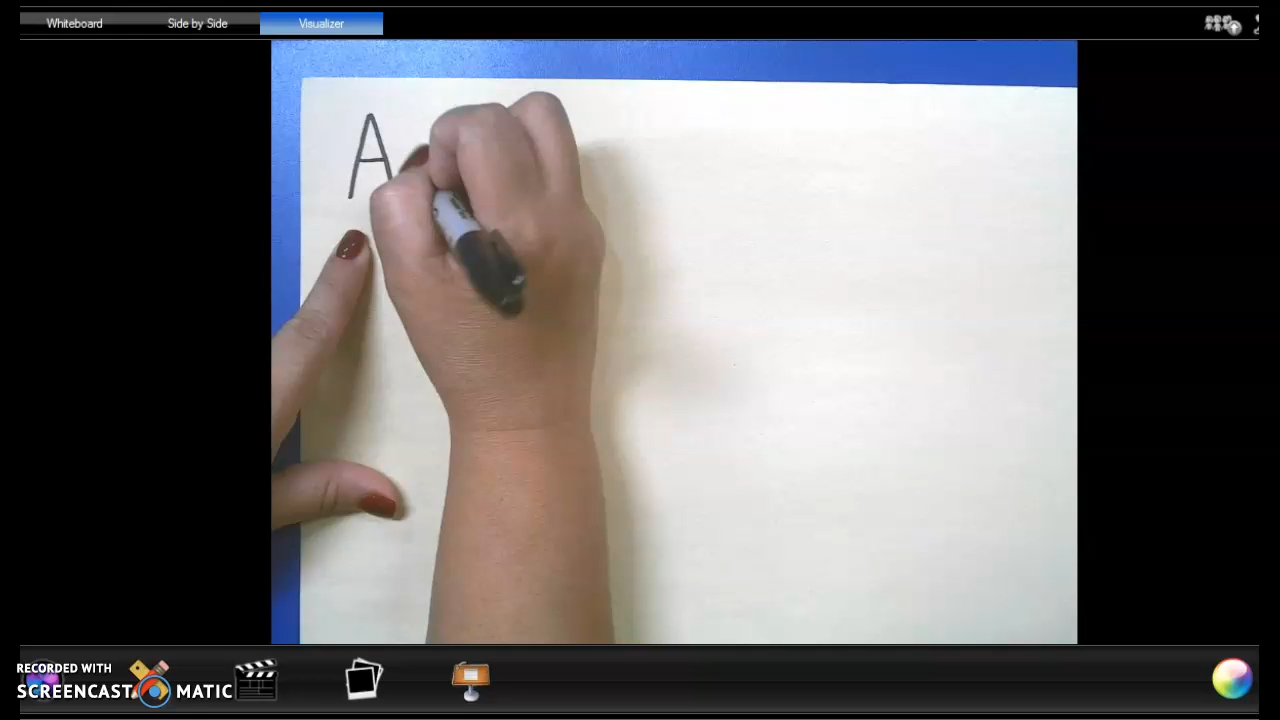 Whiteboard Side by Side Visualizer
A
RECORDED WITH
SCREENCAST MATIC